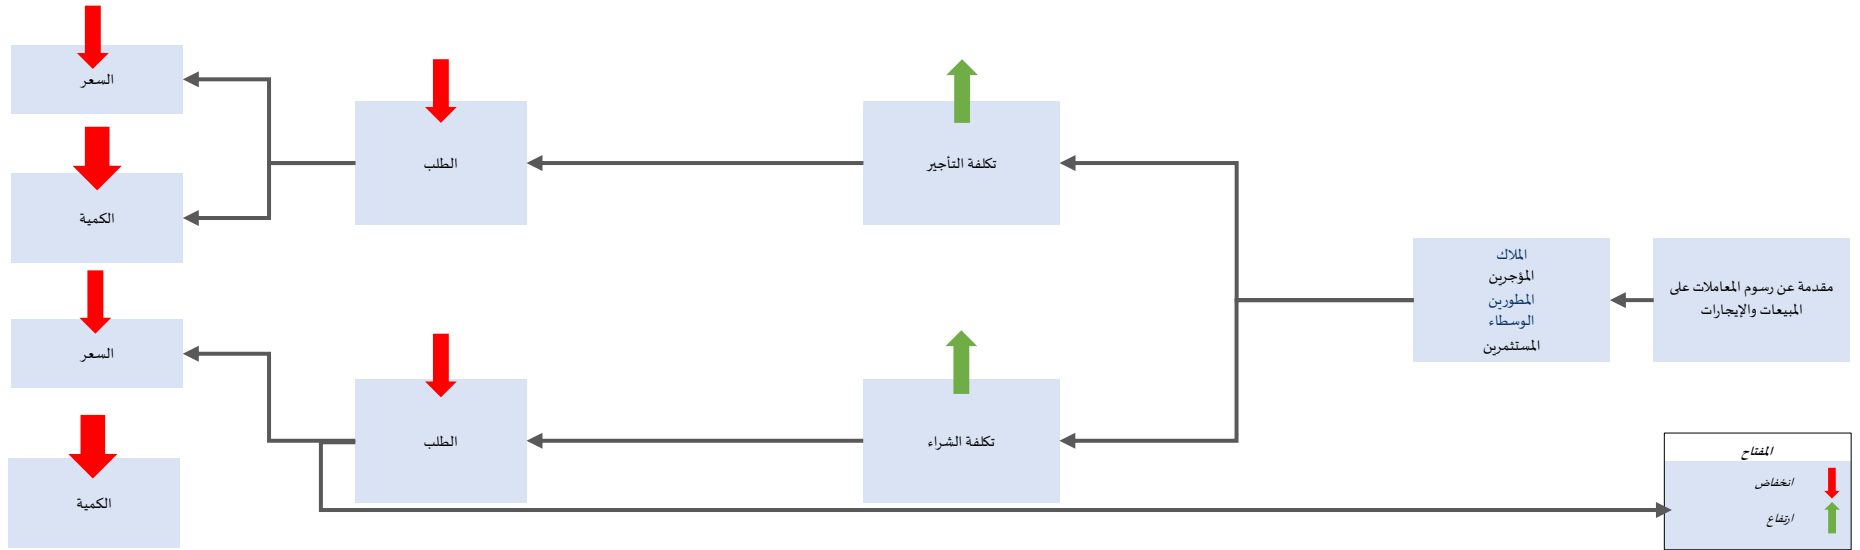 مقدمة عن رسوم المعاملات على
المبيعات والإيجارات
الملاك
المؤجرين
المطورين
الوسطاء
المستثمرين
تكلفة التأجير
الطلب
السعر
الكمية
تكلفة الشراء
الطلب
السعر
الكمية
المفتاح
انخفاض
ارتفاع